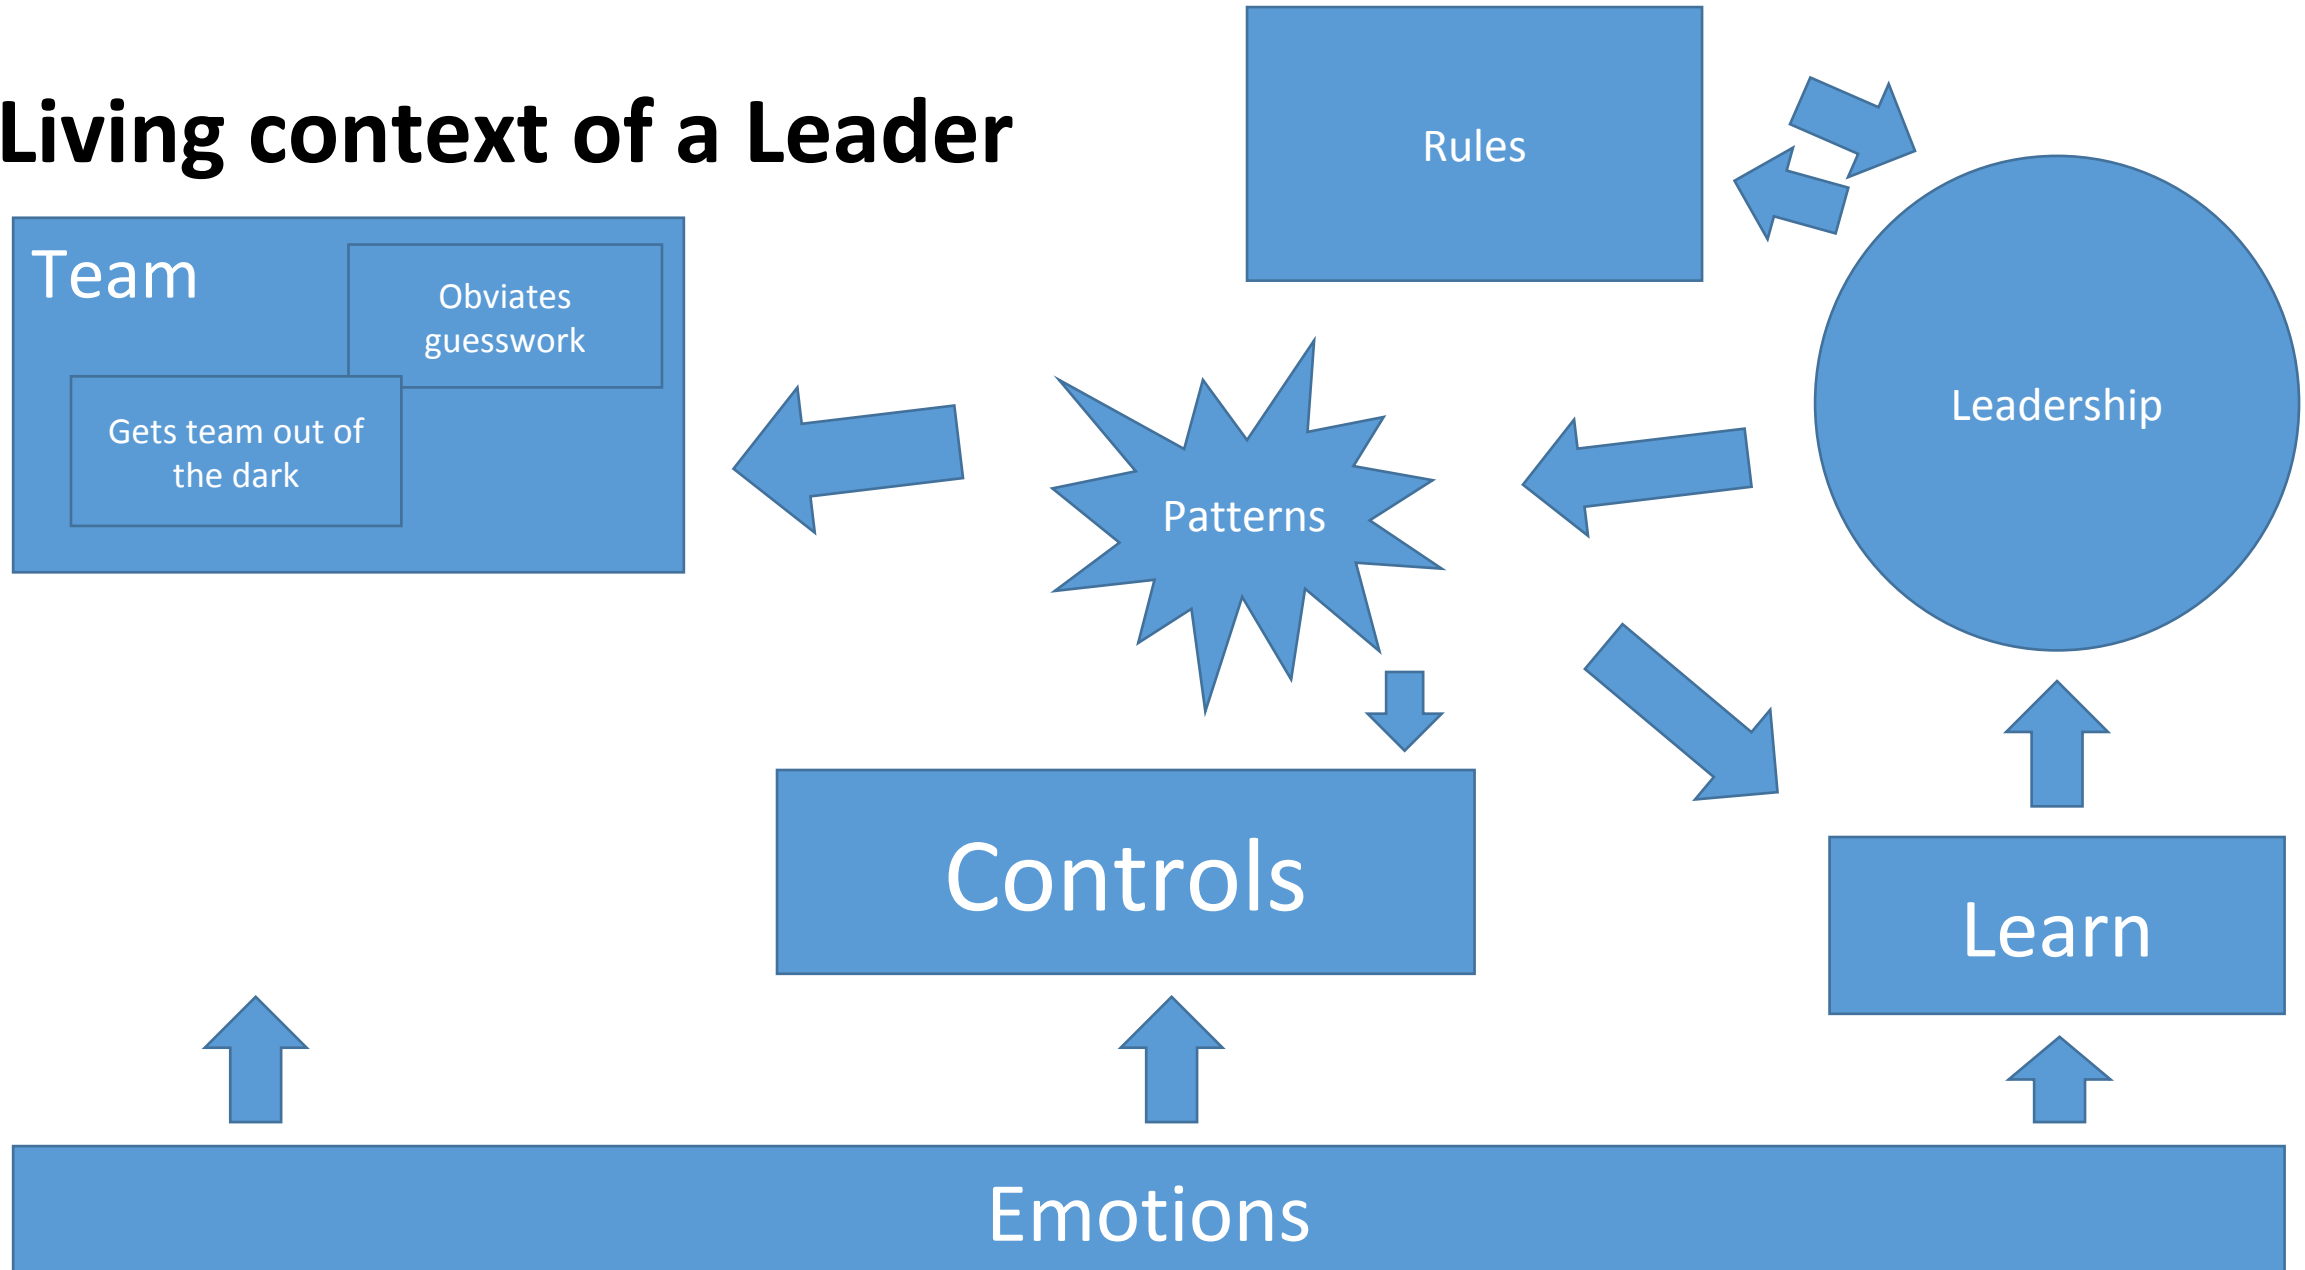 Living context of a Leader
Rules
Team
Obviates
guesswork
Leadership
Gets team out of
the dark
Patterns
Controls
Learn
Emotions